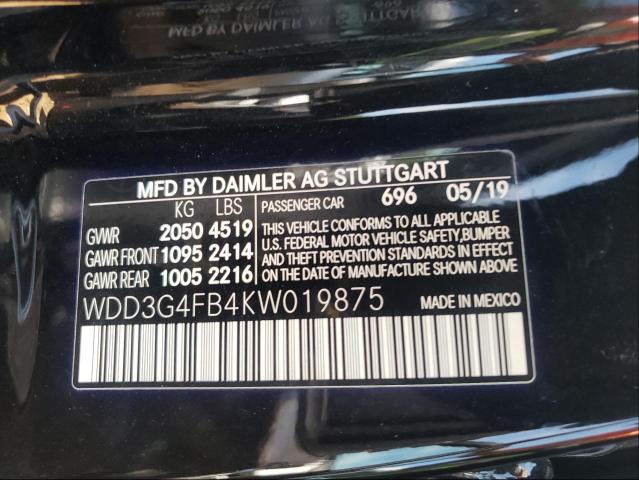 MFD BY DAIMLER AG STUTTGART
KG LBS PASSENGER CAR 696 05/19
GVWR 2050 4519
GAWR FRONT 1095 2414
GAWR REAR 1005 2216
THIS VEHICLE CONFORMS TO ALL APPLICABLE
U.S. FEDERAL MOTOR VEHICLE SAFETY, BUMPER
AND THEFT PREVENTION STANDARDS IN EFFECT
ON THE DATE OF MANUFACTURE SHOWN ABOVE.
WDD3G4FB4KW019875 MADE IN MEXICO